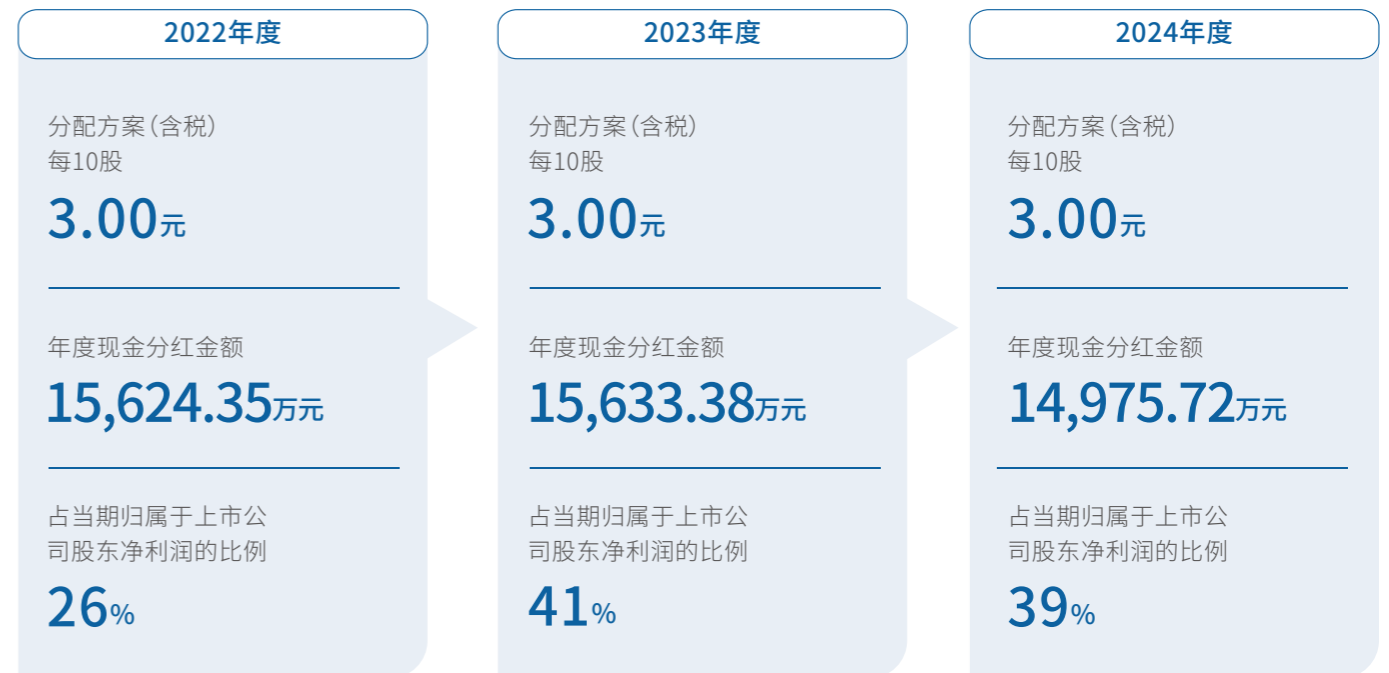 2022年度
分配方案（含税）
每10股
3.00元
年度现金分红金额
15,624.35万元
占当期归属于上市公
司股东净利润的比例
26%
2023年度
分配方案（含税）
每10股
3.00元
年度现金分红金额
15,633.38万元
占当期归属于上市公
司股东净利润的比例
41%
2024年度
分配方案（含税）
每10股
3.00元
年度现金分红金额
14,975.72万元
占当期归属于上市公
司股东净利润的比例
39%